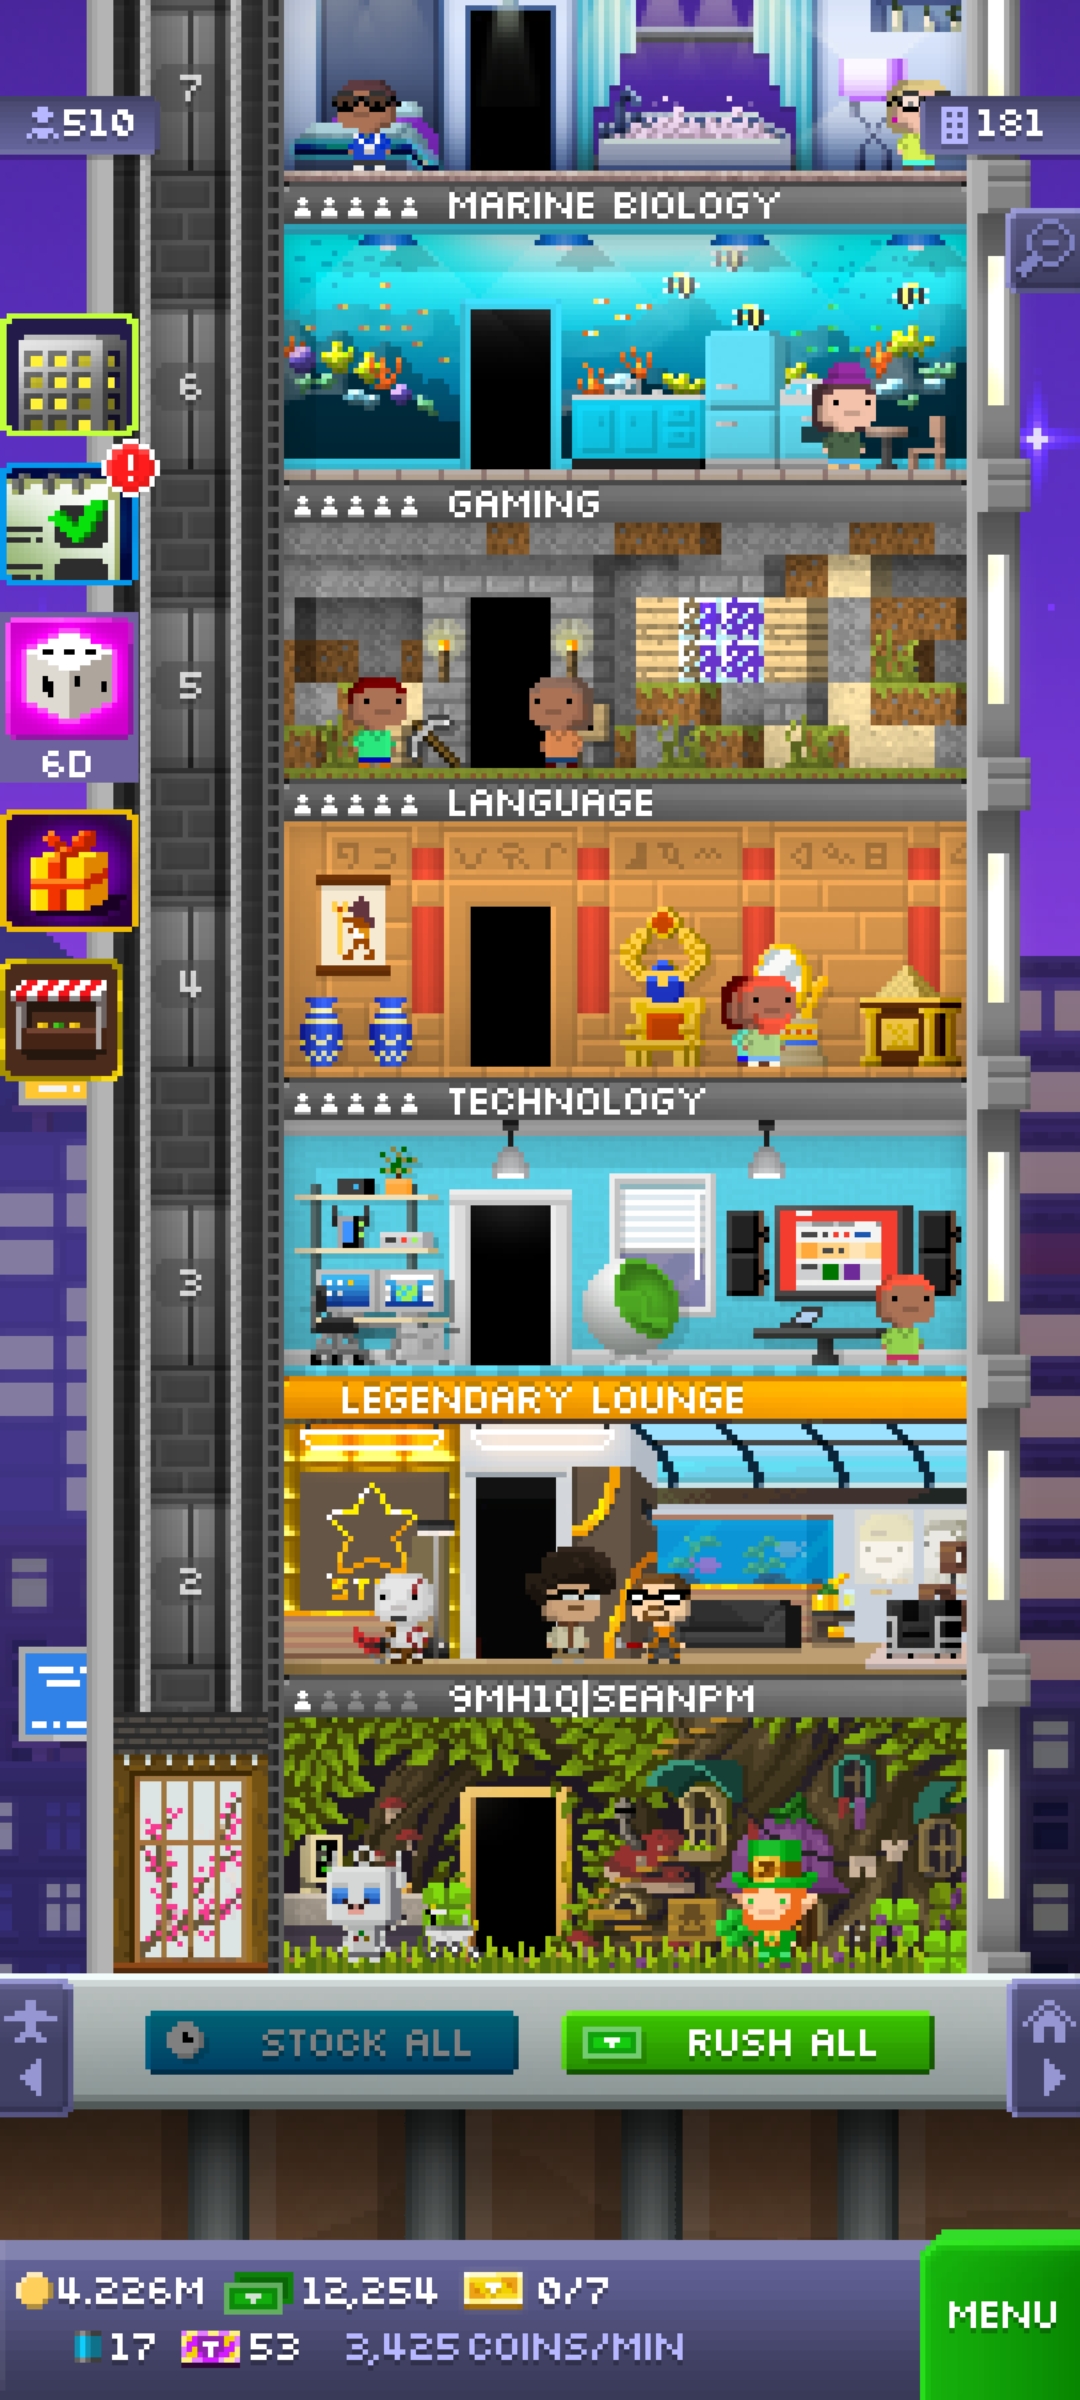 7
510
181
MARINE BIOLOGY
6
GAMING
5
6D
LANGUAGE
4
TECHNOLOGY
3
LEGENDARY LOUNGE
2
9MH1Q|SEANPM
STOCK ALL
RUSH ALL
4.226M
12,254
0/7
MENU
17
53
3,425 COINS/MIN